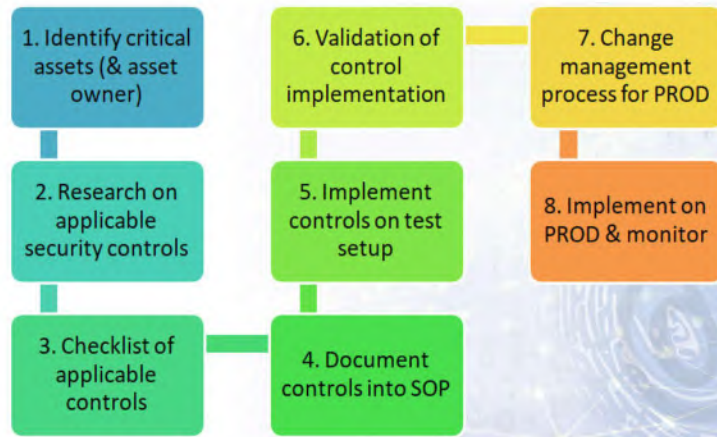 1. Identify critical
assets (& asset
owner)
2. Research on
applicable
security controls
3. Checklist of
applicable
controls
4. Document
controls into SOP
5. Implement
controls on test
setup
6. Validation of
control
implementation
7. Change
management
process for PROD
8. Implement on
PROD & monitor